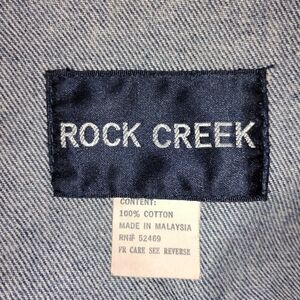 ROCK CREEK
CONTENT:
100% COTTON
MADE IN MALAYSIA
RN# 52469
FR CARE SEE REVERSE